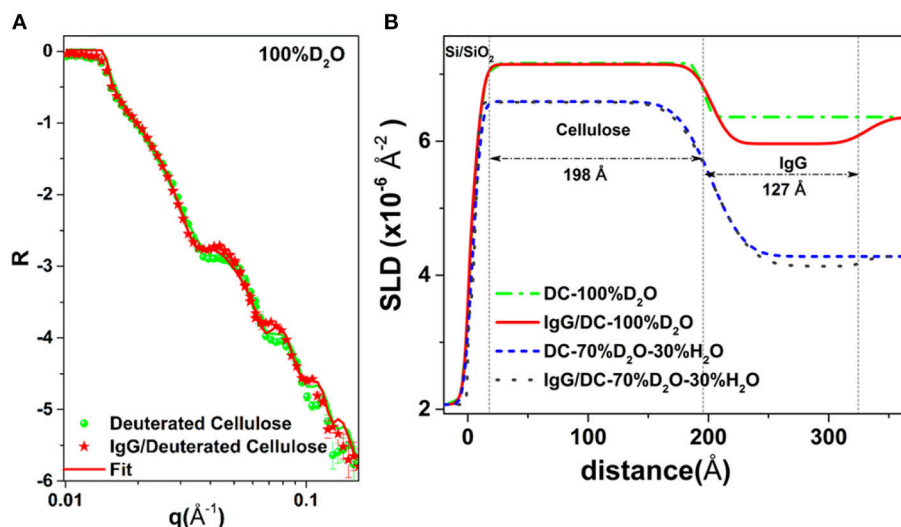 A
100%D₂O
R
0
-1
-2
-3
-4
-5
-6
Deuterated Cellulose
IgG/Deuterated Cellulose
Fit
0.01
0.1
q(Å⁻¹)
B
Si/SiO₂
SLD (x10⁻⁶ Å⁻²)
6
4
2
Cellulose
198 Å
IgG
127 Å
DC-100%D₂O
IgG/DC-100%D₂O
DC-70%D₂O-30%H₂O
IgG/DC-70%D₂O-30%H₂O
0
100
200
300
distance(Å)